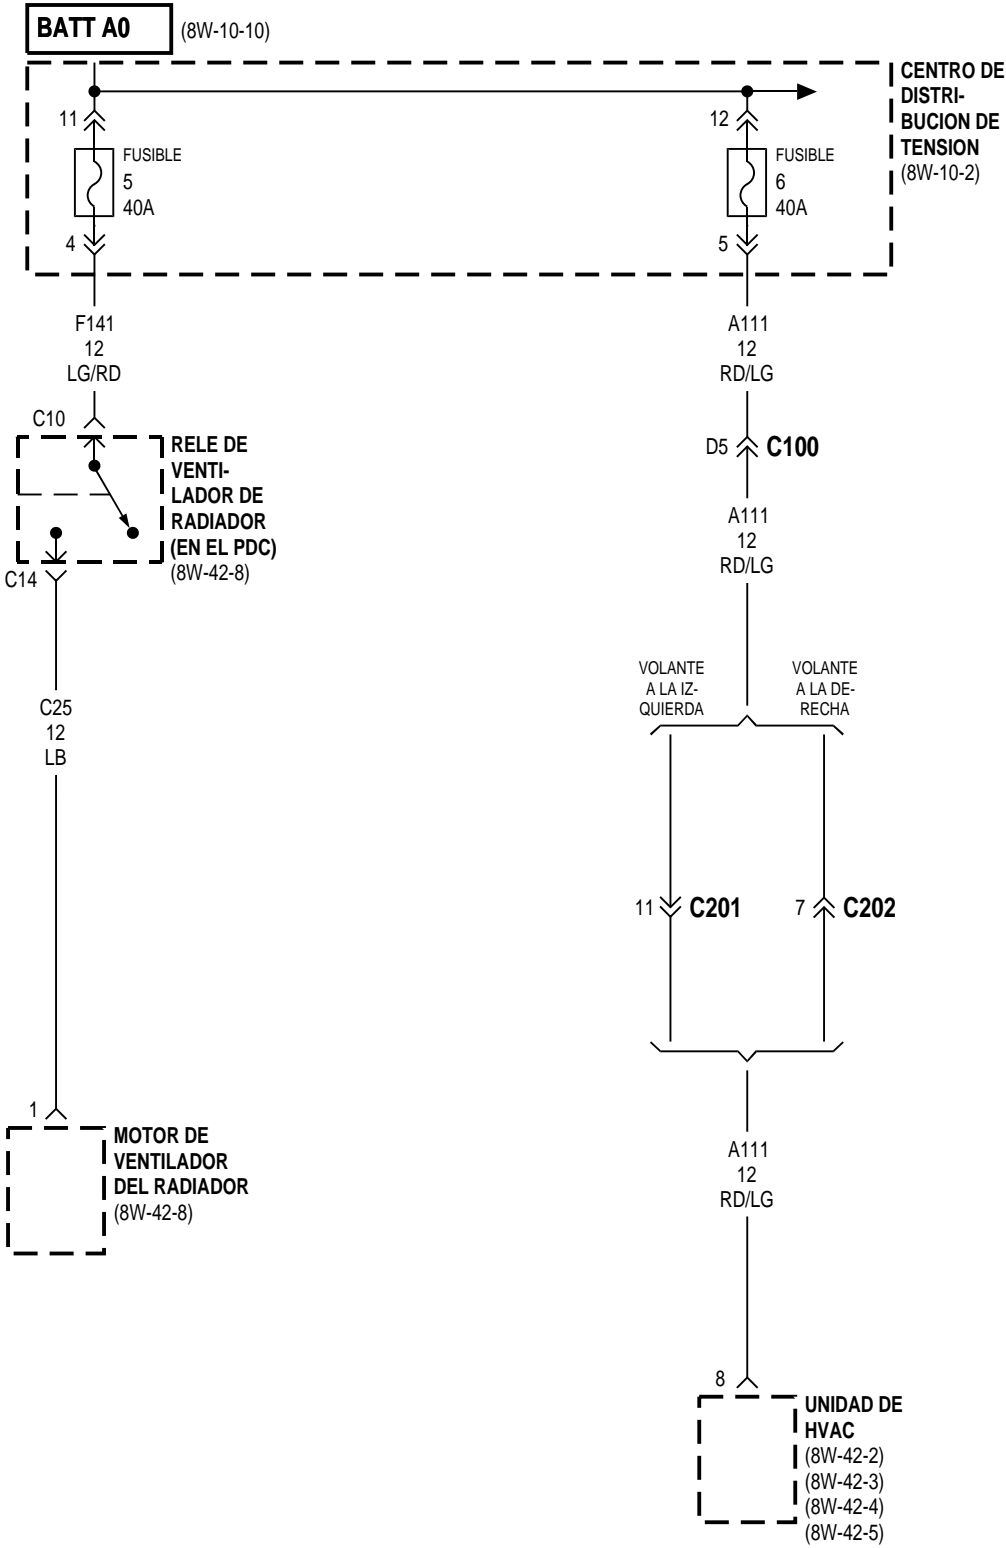 BATT A0 (8W-10-10)
CENTRO DE
DISTRI-
BUCION DE
TENSION
(8W-10-2)
11
FUSIBLE
5
40A
4
12
FUSIBLE
6
40A
5
F141
12
LG/RD
A111
12
RD/LG
C10
RELE DE
VENTI-
LADOR DE
RADIADOR
(EN EL PDC)
(8W-42-8)
C14
D5 C100
A111
12
RD/LG
VOLANTE
A LA IZ-
QUIERDA
VOLANTE
A LA DE-
RECHA
C25
12
LB
11 C201
7 C202
1
MOTOR DE
VENTILADOR
DEL RADIADOR
(8W-42-8)
A111
12
RD/LG
8
UNIDAD DE
HVAC
(8W-42-2)
(8W-42-3)
(8W-42-4)
(8W-42-5)